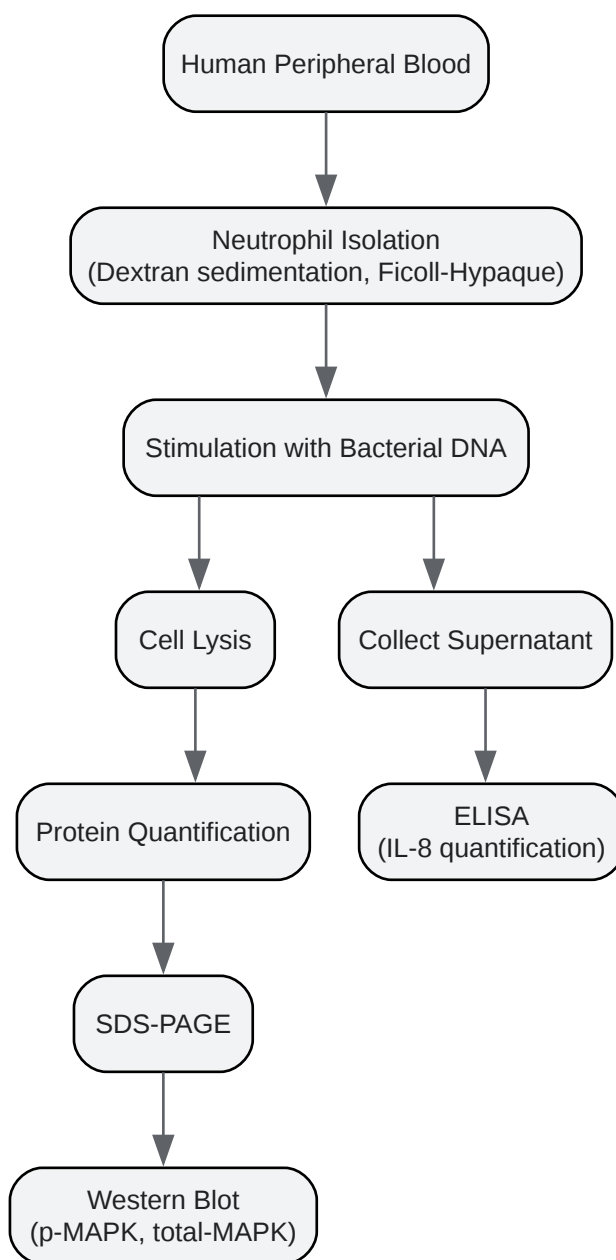 Human Peripheral Blood
Neutrophil Isolation
(Dextran sedimentation, Ficoll-Hypaque)
Stimulation with Bacterial DNA
Cell Lysis
Collect Supernatant
Protein Quantification
ELISA
(IL-8 quantification)
SDS-PAGE
Western Blot
(p-MAPK, total-MAPK)